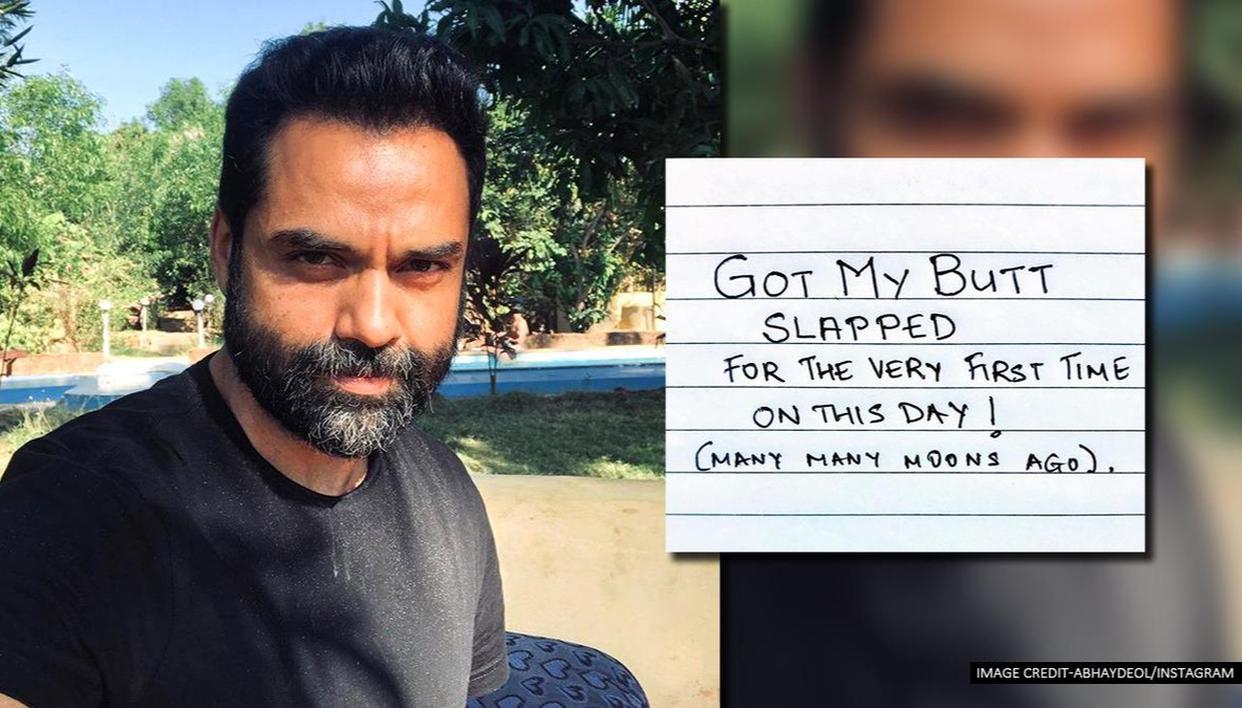 GOT MY BUTT
SLAPPED
FOR THE VERY FIRST TIME
ON THIS DAY!
(MANY MANY MOONS AGO).
IMAGE CREDIT-ABHAYDEOL/INSTAGRAM